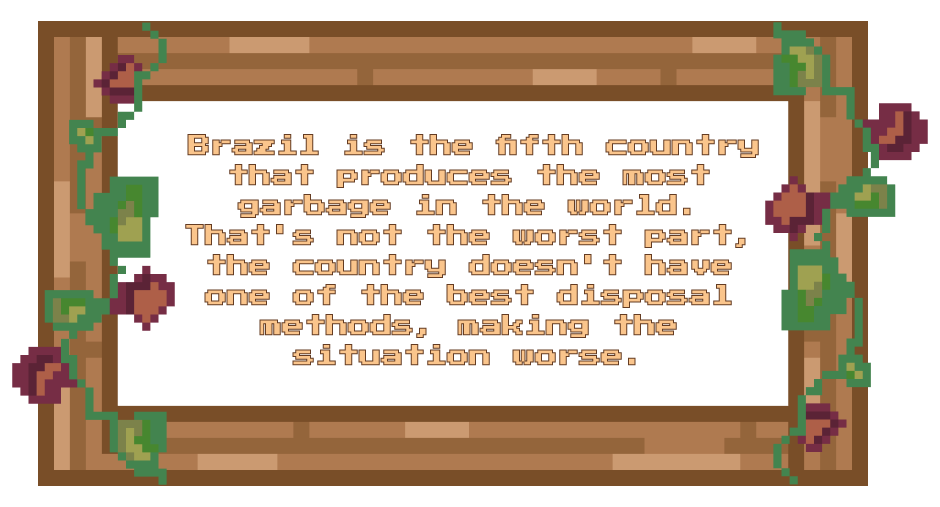 Brazil is the fifth country
that produces the most
garbage in the world.
That's not the worst part,
the country doesn't have
one of the best disposal
methods, making the
situation worse.